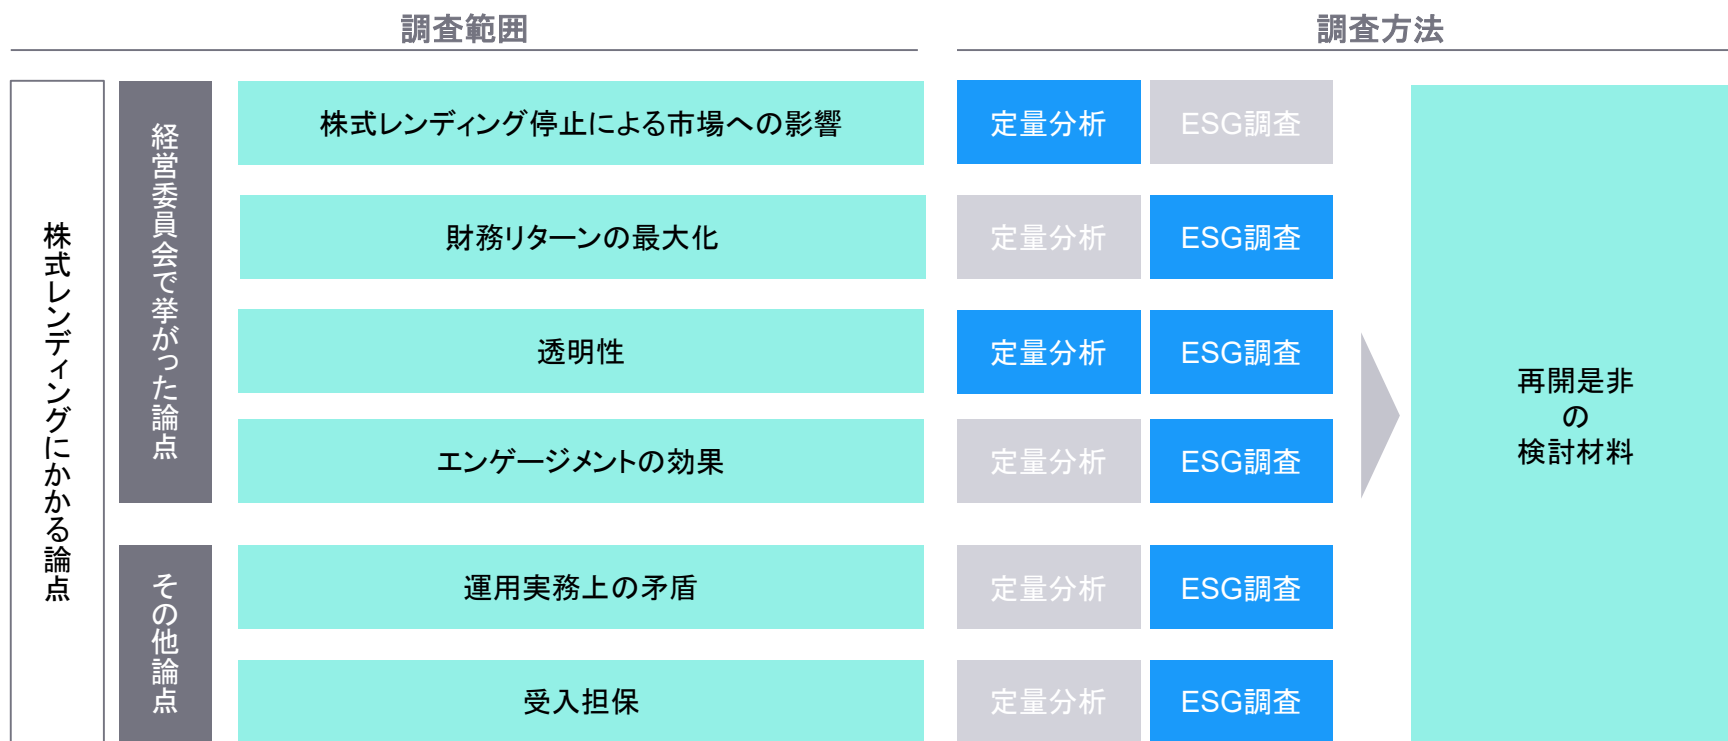 調査範囲
調査方法
株式レンディングにかかる論点
経営委員会で挙がった論点
株式レンディング停止による市場への影響
定量分析
ESG調査
財務リターンの最大化
定量分析
ESG調査
透明性
定量分析
ESG調査
エンゲージメントの効果
定量分析
ESG調査
その他論点
運用実務上の矛盾
定量分析
ESG調査
受入担保
定量分析
ESG調査
再開是非
の
検討材料